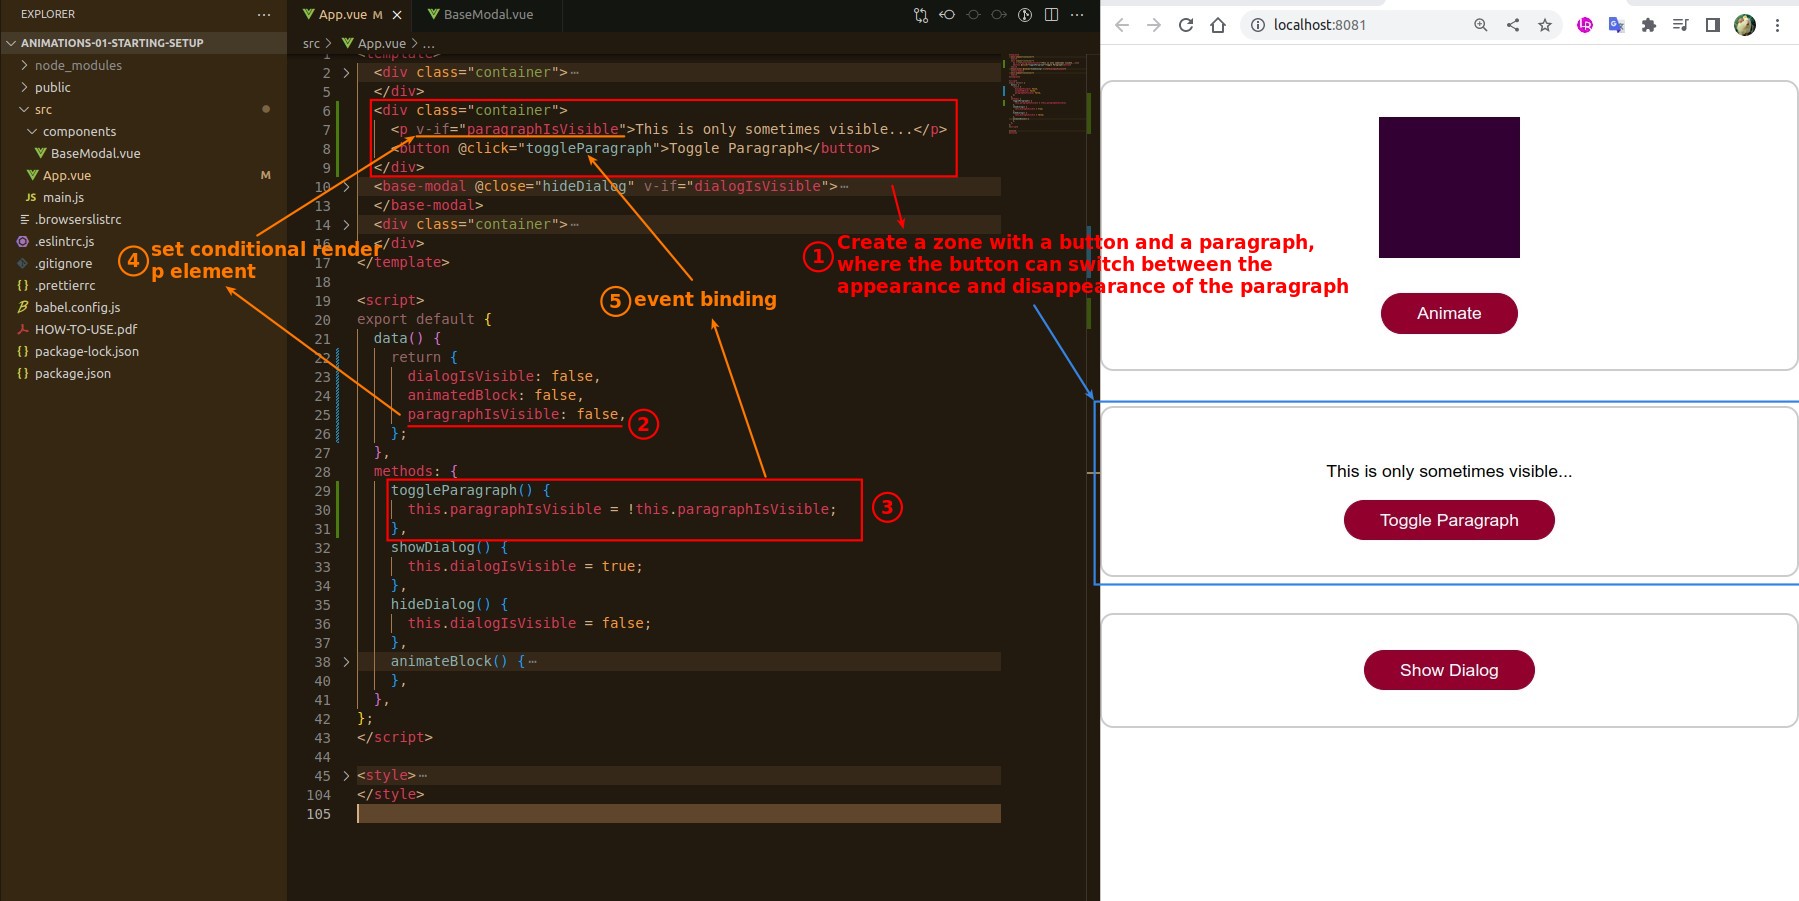 EXPLORER
ANIMATIONS-01-STARTING-SETUP
node_modules
public
src
components
BaseModal.vue
App.vue M
JS main.js
.browserslistrc
.eslintrc.js
.gitignore
.prettierrc
babel.config.js
HOW-TO-USE.pdf
package-lock.json
package.json
App.vue M
BaseModal.vue
src > App.vue > ...
1 <template>
2 <div class="container">
5 </div>
6 <div class="container">
7 <p v-if="paragraphIsVisible">This is only sometimes visible...</p>
8 <button @click="toggleParagraph">Toggle Paragraph</button>
9 </div>
10 <base-modal @close="hideDialog" v-if="dialogIsVisible">
13 </base-modal>
14 <div class="container">
16 </div>
17 </template>
18
19 <script>
20 export default {
21 data() {
22 return {
23 dialogIsVisible: false,
24 animatedBlock: false,
25 paragraphIsVisible: false,
26 };
27 },
28 methods: {
29 toggleParagraph() {
30 this.paragraphIsVisible = !this.paragraphIsVisible;
31 },
32 showDialog() {
33 this.dialogIsVisible = true;
34 },
35 hideDialog() {
36 this.dialogIsVisible = false;
37 },
38 animateBlock() {
40 },
41 },
42 };
43 </script>
44
45 <style>
104 </style>
105
1 Create a zone with a button and a paragraph,
where the button can switch between the
appearance and disappearance of the paragraph
2
3
4 set conditional render
p element
5 event binding
localhost:8081
Animate
This is only sometimes visible...
Toggle Paragraph
Show Dialog